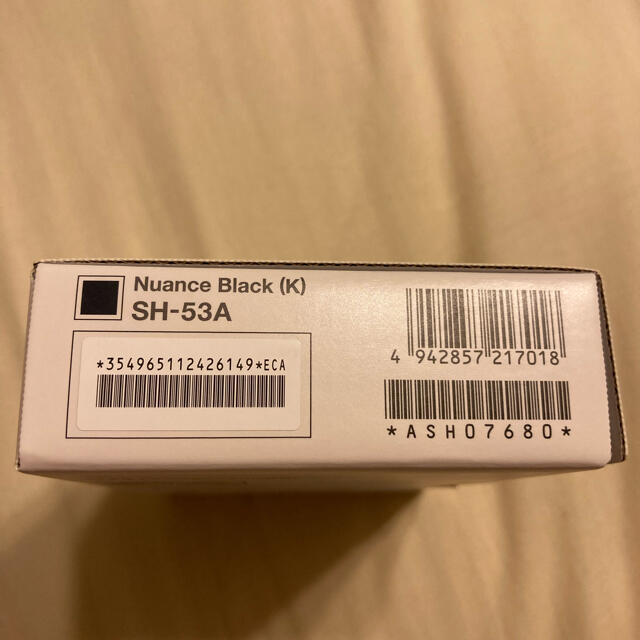 Nuance Black (K)
SH-53A
*354965112426149*ECA
4 942857 217018
*ASH07680*